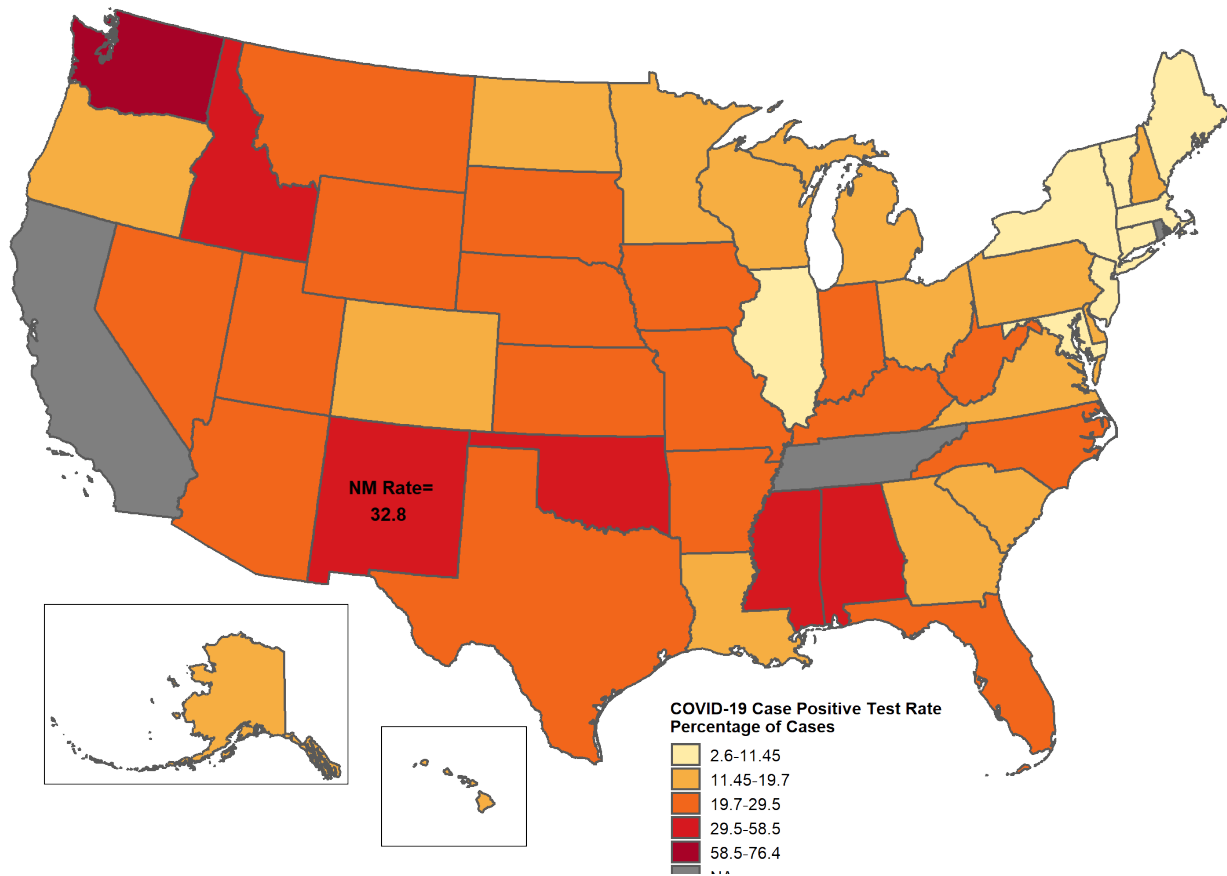 NM Rate=
32.8
COVID-19 Case Positive Test Rate
Percentage of Cases
2.6-11.45
11.45-19.7
19.7-29.5
29.5-58.5
58.5-76.4